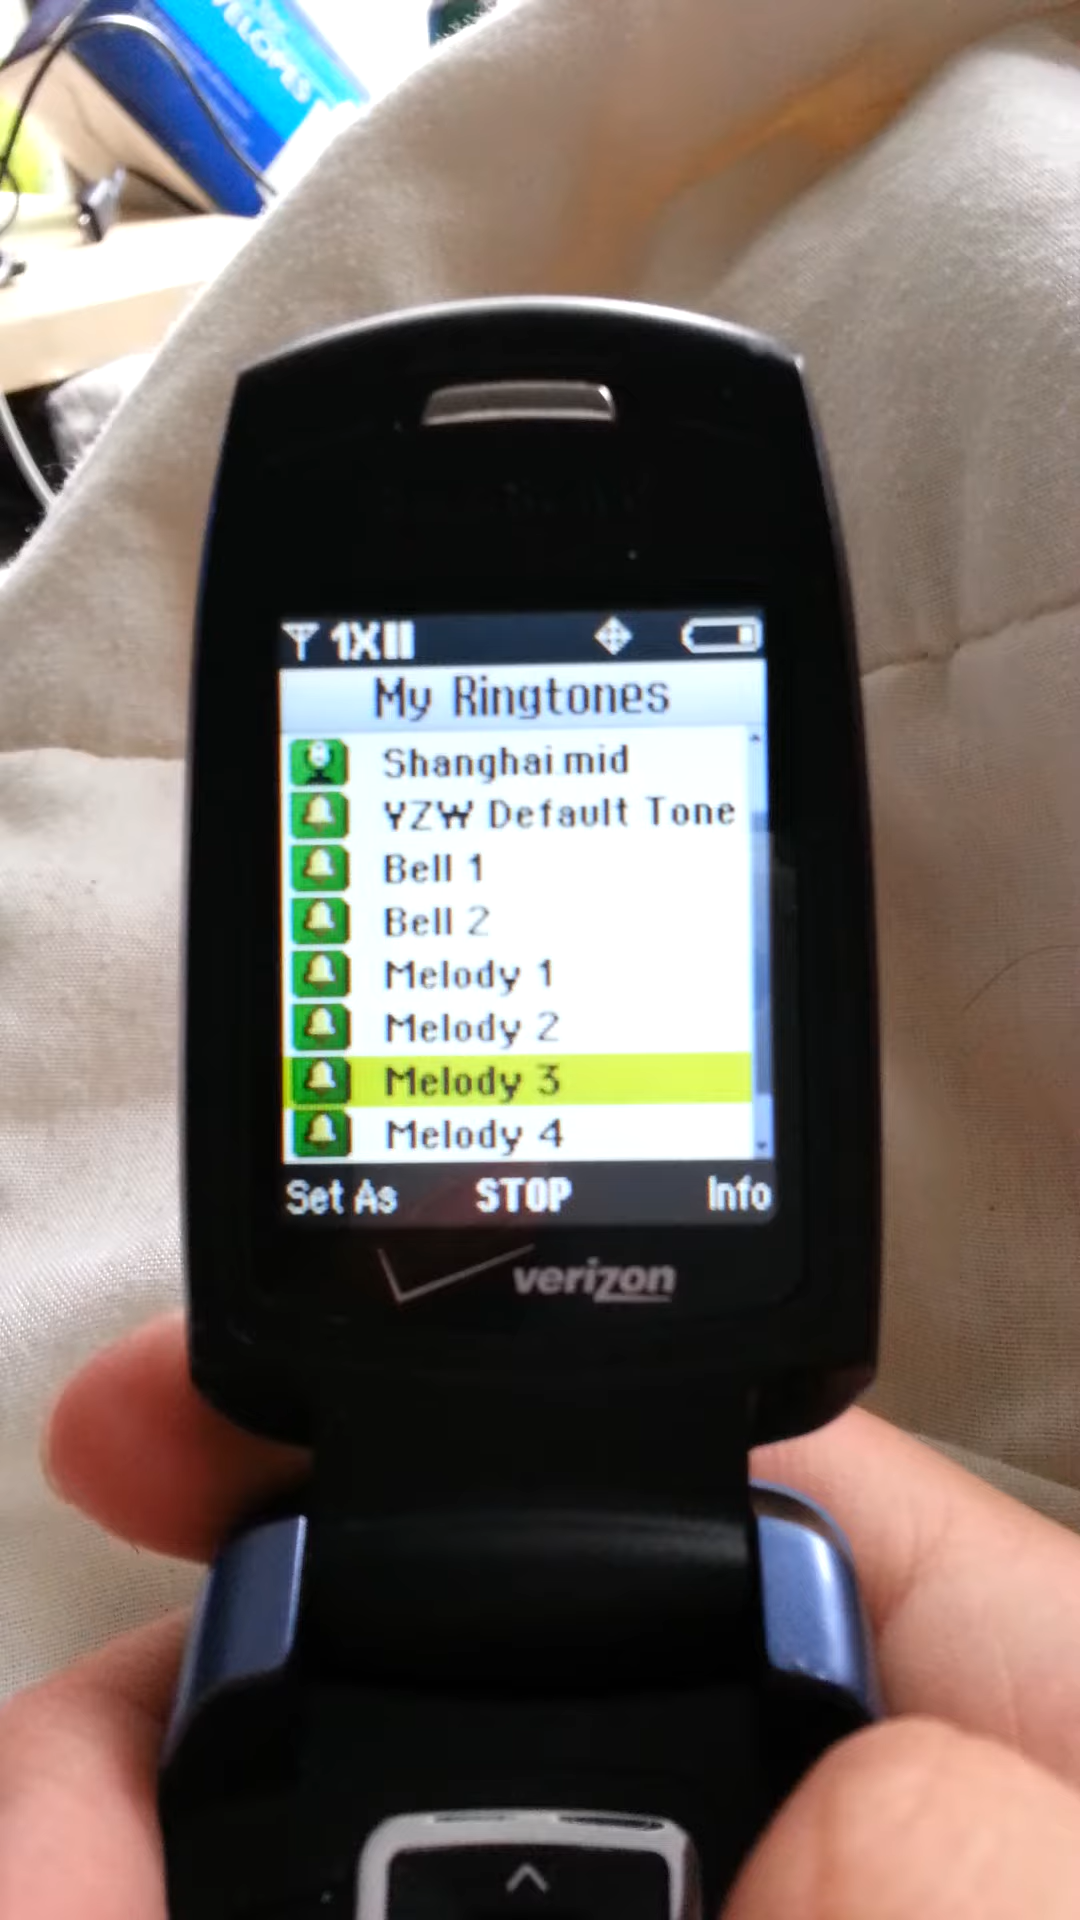 VELOPES
1X
My Ringtones
Shanghai.mid
VZW Default Tone
Bell 1
Bell 2
Melody 1
Melody 2
Melody 3
Melody 4
Set As STOP Info
verizon